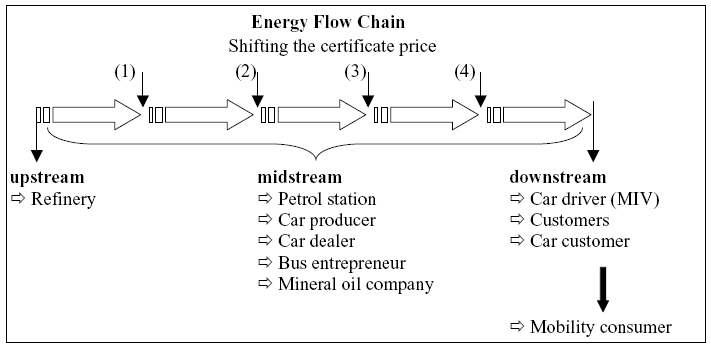 Energy Flow Chain
Shifting the certificate price
(1) (2) (3) (4)
upstream
⇨ Refinery
midstream
⇨ Petrol station
⇨ Car producer
⇨ Car dealer
⇨ Bus entrepreneur
⇨ Mineral oil company
downstream
⇨ Car driver (MIV)
⇨ Customers
⇨ Car customer
⇨ Mobility consumer